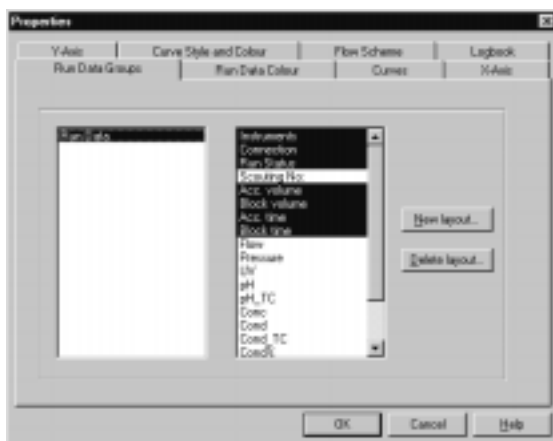 Properties
Y-Axis Curve Style and Colour Flow Scheme Logbook
Run Data Groups Run Data Colour Curves X-Axis
Run Data
Instruments
Connection
Run Status
Scouting No:
Acc. volume
Block volume
Acc. time
Block time
Flow
Pressure
UV
pH
pH_TC
Conc
Cond
Cond_TC
Cond%
New layout...
Delete layout...
OK Cancel Help